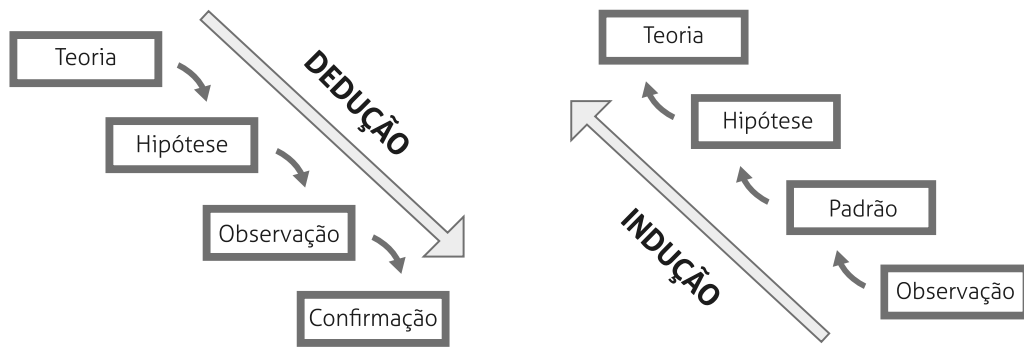 Teoria
Hipótese
Observação
Confirmação
DEDUÇÃO
Teoria
Hipótese
Padrão
Observação
INDUÇÃO